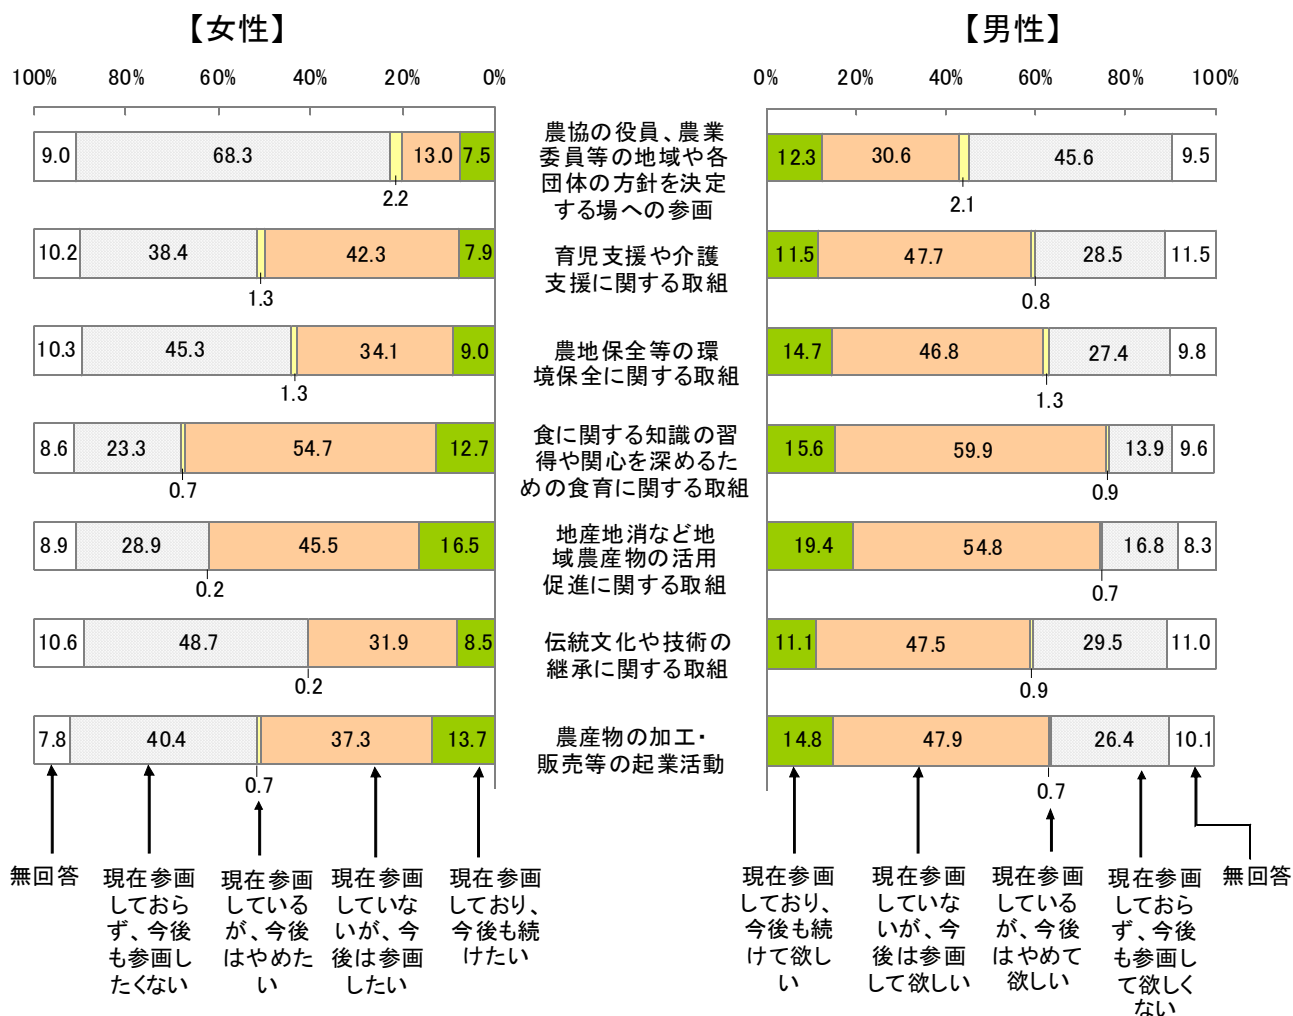 【女性】
【男性】
100% 80% 60% 40% 20% 0%
0% 20% 40% 60% 80% 100%
9.0 68.3 13.0 7.5
2.2
農協の役員、農業
委員等の地域や各
団体の方針を決定
する場への参画
12.3 30.6 45.6 9.5
2.1
10.2 38.4 42.3 7.9
1.3
育児支援や介護
支援に関する取組
11.5 47.7 28.5 11.5
0.8
10.3 45.3 34.1 9.0
1.3
農地保全等の環
境保全に関する取組
14.7 46.8 27.4 9.8
1.3
8.6 23.3 54.7 12.7
0.7
食に関する知識の習
得や関心を深めるた
めの食育に関する取組
15.6 59.9 13.9 9.6
0.9
8.9 28.9 45.5 16.5
0.2
地産地消など地
域農産物の活用
促進に関する取組
19.4 54.8 16.8 8.3
0.7
10.6 48.7 31.9 8.5
0.2
伝統文化や技術の
継承に関する取組
11.1 47.5 29.5 11.0
0.9
7.8 40.4 37.3 13.7
0.7
農産物の加工・
販売等の起業活動
14.8 47.9 26.4 10.1
0.7
無回答
現在参画
しておら
ず、今後
も参画し
たくない
現在参画
しているが、今後
はやめた
い
現在参画
していな
いが、今
後は参画
したい
現在参画
しており、
今後も続
けたい
現在参画
しており、
今後も続
けて欲し
い
現在参画
していな
いが、今
後は参画
して欲しい
現在参画
している
が、今後
はやめて
欲しい
現在参画
しておら
ず、今後
も参画し
て欲しく
ない
無回答